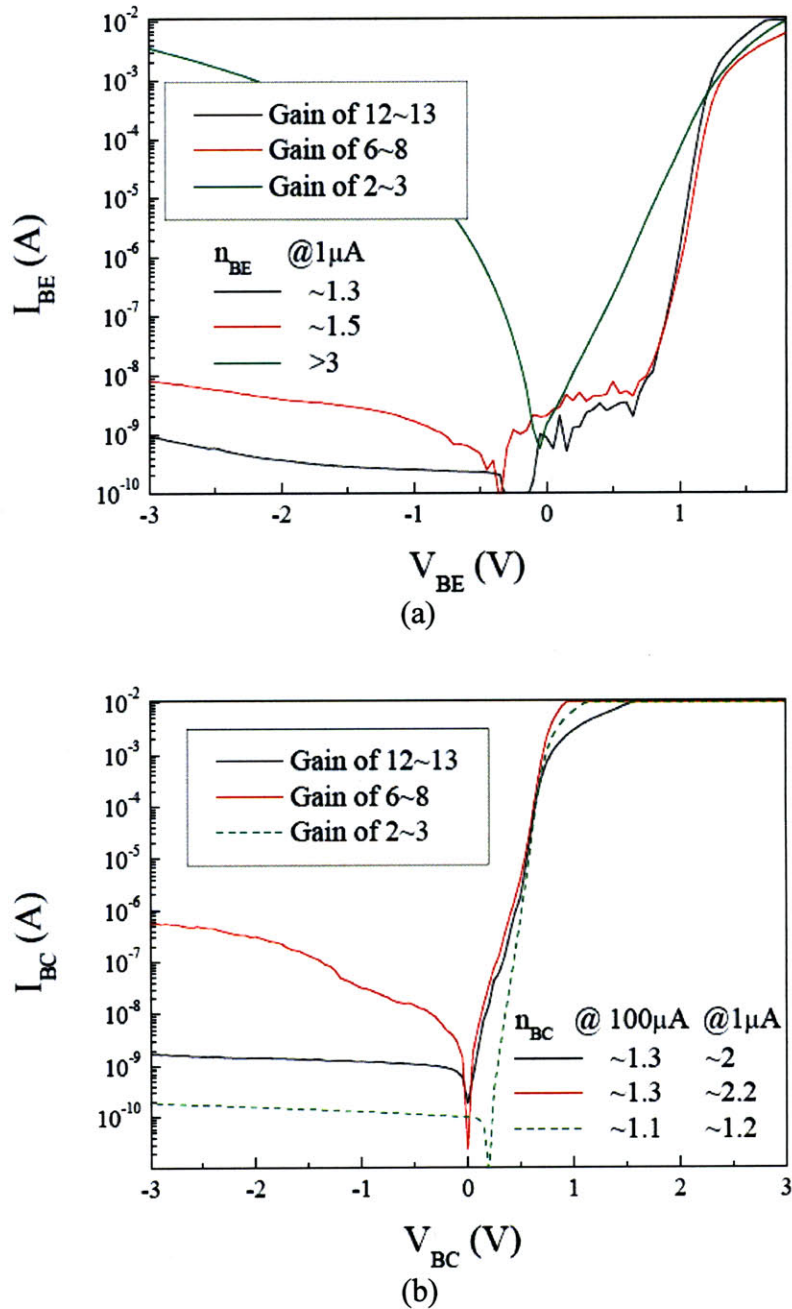 10⁻²
10⁻³
10⁻⁴
10⁻⁵
10⁻⁶
10⁻⁷
10⁻⁸
10⁻⁹
10⁻¹⁰
I_BE (A)
Gain of 12~13
Gain of 6~8
Gain of 2~3
n_BE @1μA
~1.3
~1.5
>3
-3 -2 -1 0 1
V_BE (V)
(a)
10⁻²
10⁻³
10⁻⁴
10⁻⁵
10⁻⁶
10⁻⁷
10⁻⁸
10⁻⁹
10⁻¹⁰
I_BC (A)
Gain of 12~13
Gain of 6~8
Gain of 2~3
n_BC @ 100μA @1μA
~1.3 ~2
~1.3 ~2.2
~1.1 ~1.2
-3 -2 -1 0 1 2 3
V_BC (V)
(b)